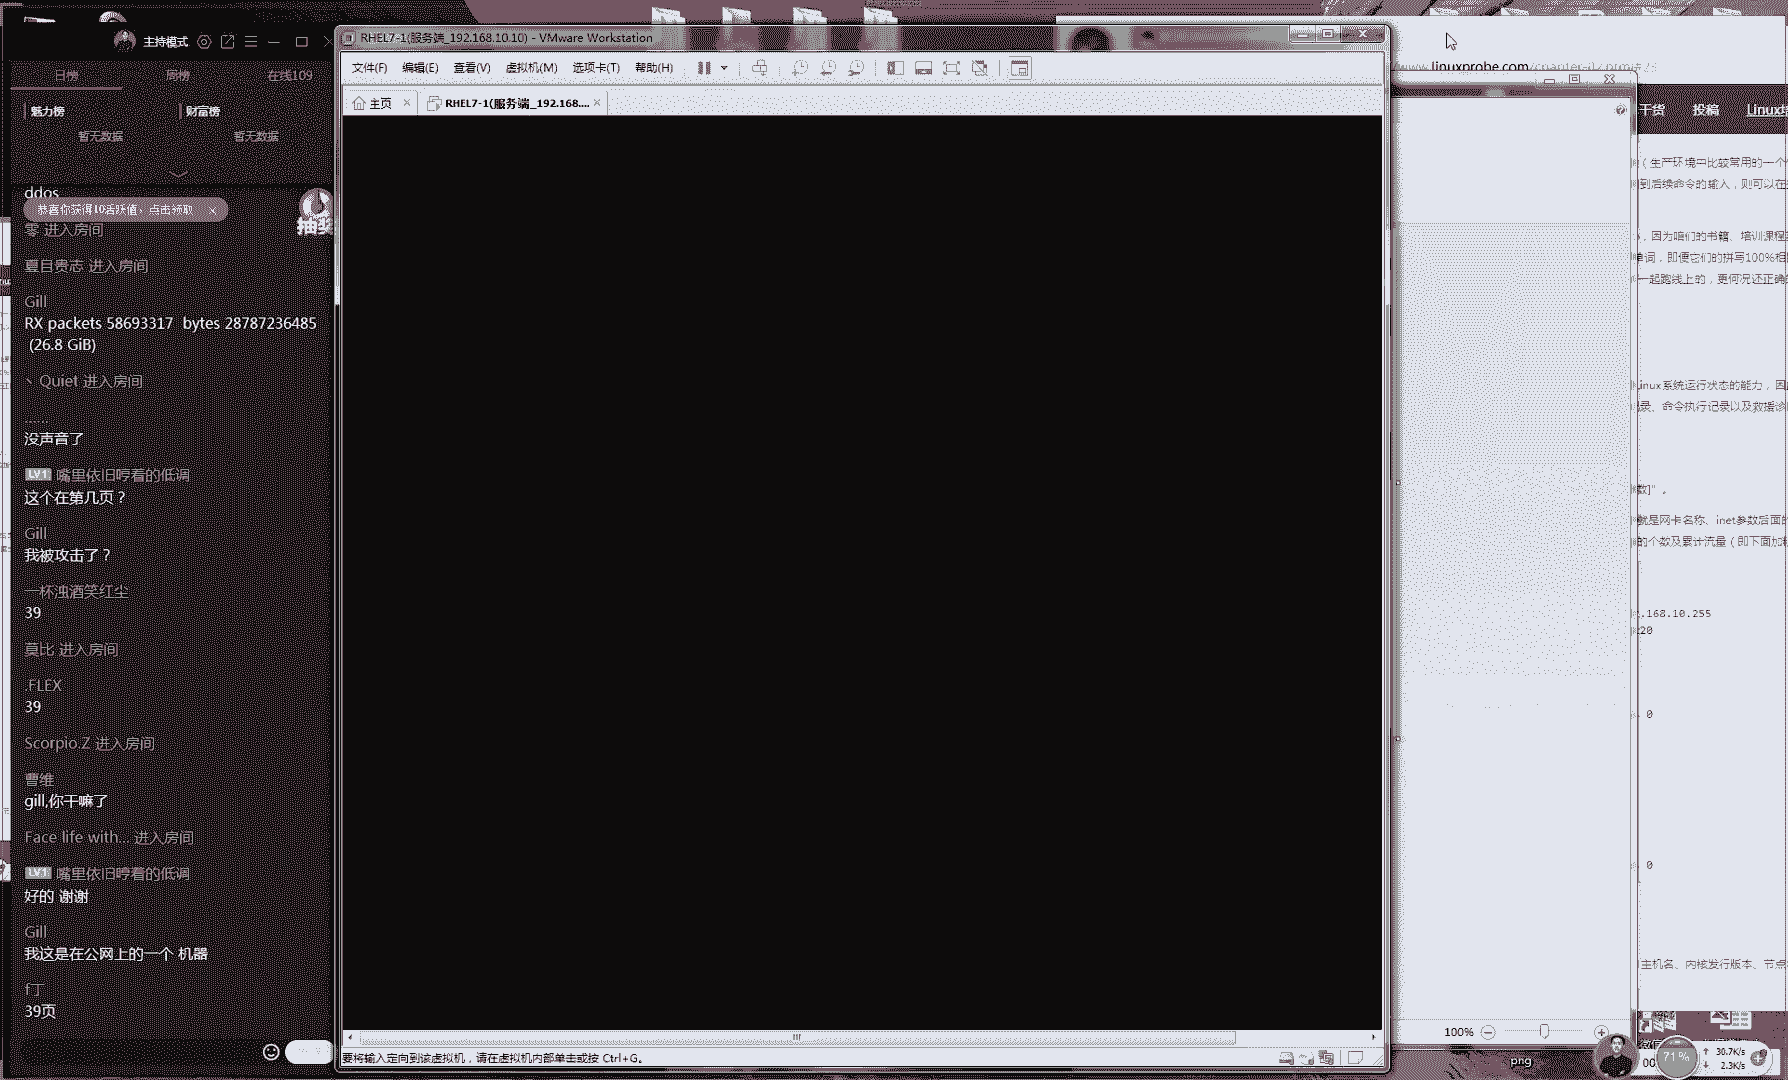 主持模式
日榜
周榜
在线109
魅力榜
财富榜
暂无数据
暂无数据
ddos
恭喜你获得10活跃值，点击领取
抽奖
零 进入房间
夏目贵志 进入房间
Gill
RX packets 58693317 bytes 28787236485
(26.8 GiB)
丶Quiet 进入房间
......
没声音了
LV1 嘴里依旧哼着的低调
这个在第几页？
Gill
我被攻击了？
一杯浊酒笑红尘
39
莫比 进入房间
.FLEX
39
Scorpio.Z 进入房间
曹维
gill,你干嘛了
Face life with... 进入房间
LV1 嘴里依旧哼着的低调
好的 谢谢
Gill
我这是在公网上的一个 机器
f丁
39页
RHEL7-1(服务端_192.168.10.10) - VMware Workstation
文件(F) 编辑(E) 查看(V) 虚拟机(M) 选项卡(T) 帮助(H)
主页
RHEL7-1(服务端_192.168....
要将输入定向到该虚拟机，请在虚拟机内部单击或按 Ctrl+G。
www.linuxprobe.com/chapter-02.html#23
干货 投稿 Linux
（生产环境中比较常用的一个
到后续命令的输入，则可以在
，因为咱们的书籍、培训课程
单词，即便它们的拼写100%相
一起跑线上的，更何况还正确
Linux系统运行状态的能力，因
录、命令执行记录以及救援诊
数]"。
就是网卡名称、inet参数后面的
的个数及累计流量（即下面加粗
.168.10.255
20
0
0
主机名、内核发行版本、节点
100%
png
71%
30.7K/s
2.3K/s